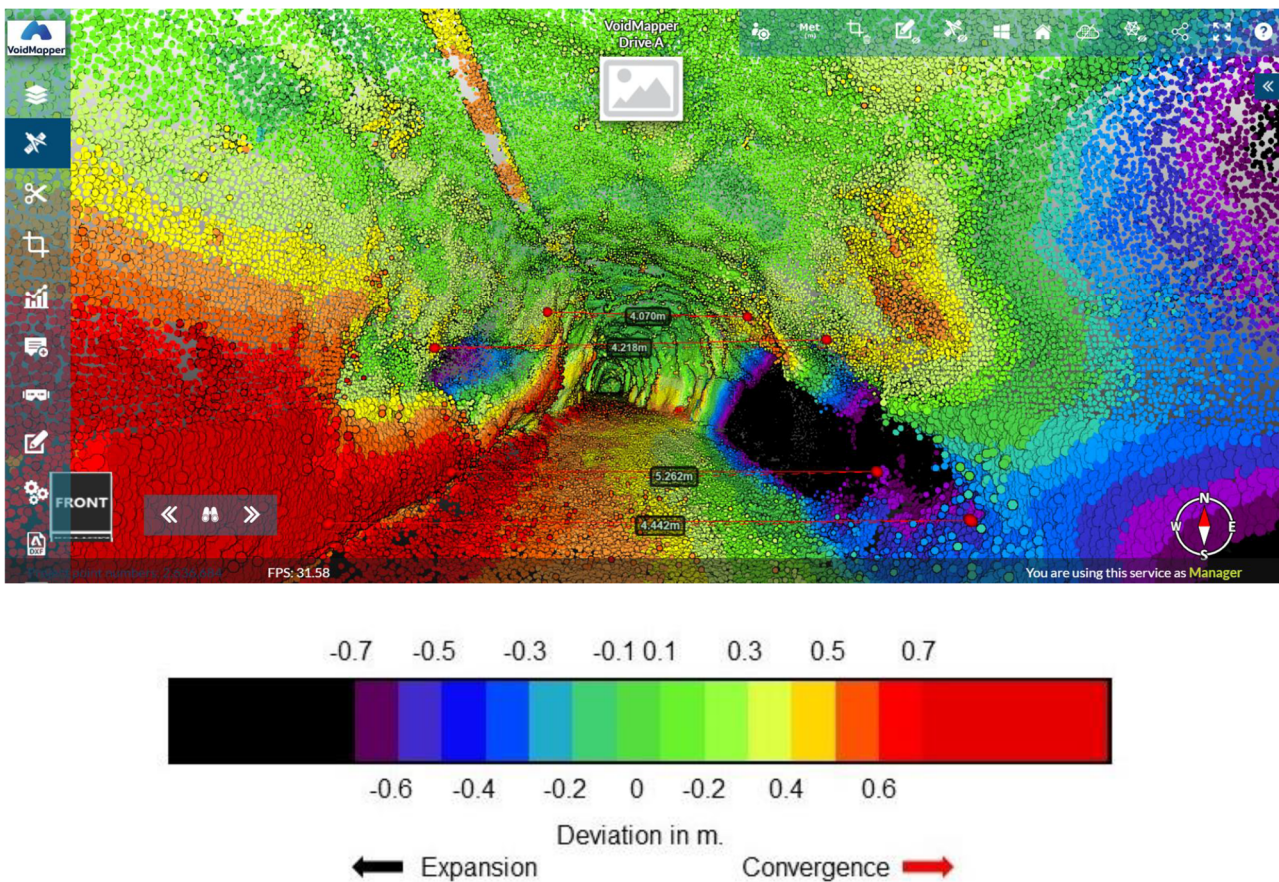 VoidMapper
VoidMapper
Drive A
Met
(m)
?
4.070m
4.218m
5.262m
4.442m
FRONT
DXF
N
W E
S
FPS: 31.58
You are using this service as Manager
-0.7 -0.5 -0.3 -0.1 0.1 0.3 0.5 0.7
-0.6 -0.4 -0.2 0 -0.2 0.4 0.6
Deviation in m.
Expansion Convergence